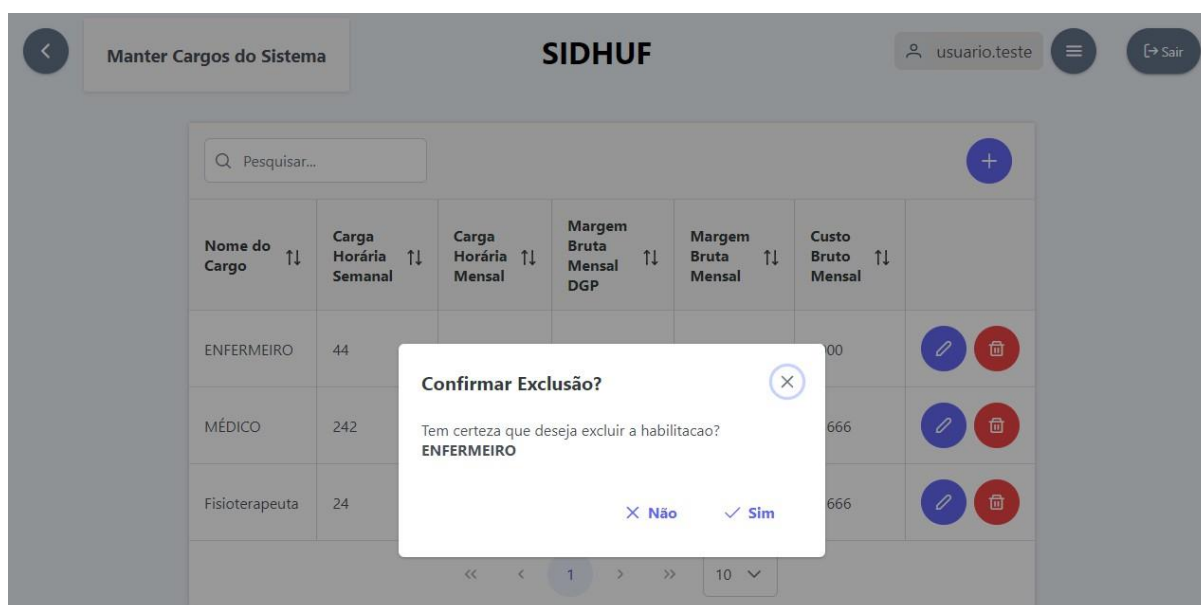 Manter Cargos do Sistema
SIDHUF
usuario.teste
Sair
Pesquisar...
Nome do
Cargo
Carga
Horária
Semanal
Carga
Horária
Mensal
Margem
Bruta
Mensal
DGP
Margem
Bruta
Mensal
Custo
Bruto
Mensal
ENFERMEIRO 44
MÉDICO 242 666
Fisioterapeuta 24 666
Confirmar Exclusão?
Tem certeza que deseja excluir a habilitacao?
ENFERMEIRO
Não Sim
<< < 1 > >> 10